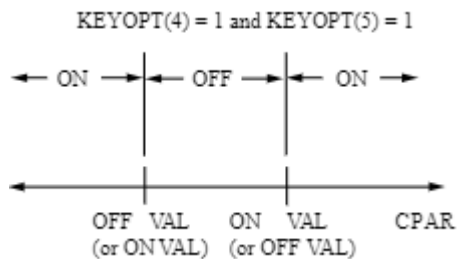 KEYOPT(4) = 1 and KEYOPT(5) = 1
ON OFF ON
OFF VAL ON VAL CPAR
(or ON VAL) (or OFF VAL)